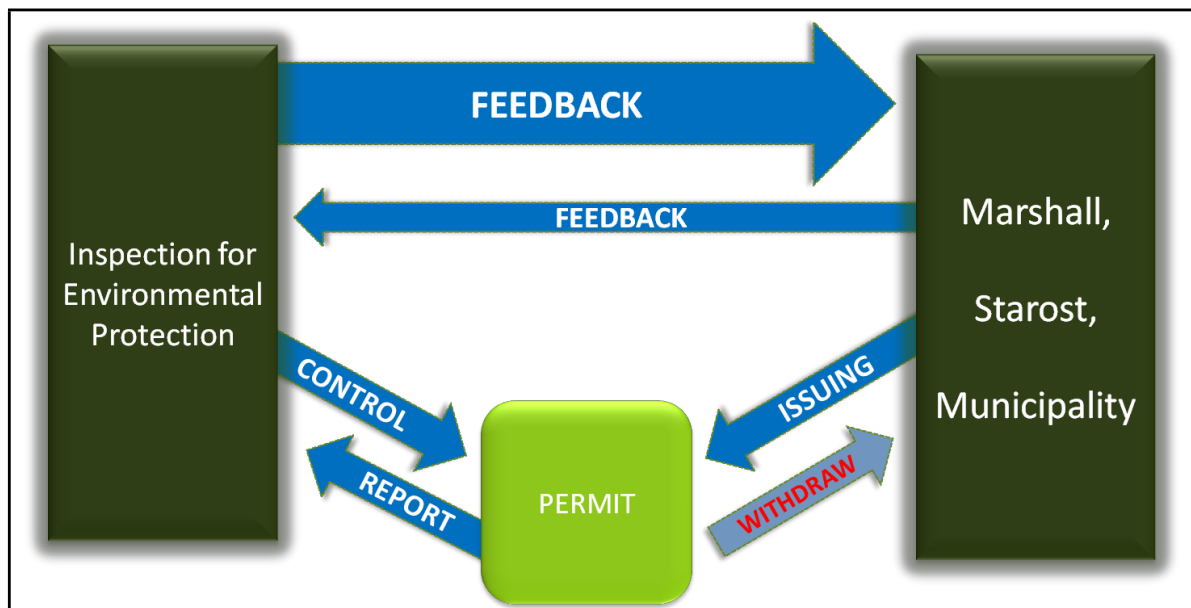 FEEDBACK
FEEDBACK
Inspection for
Environmental
Protection
Marshall,
Starost,
Municipality
CONTROL
REPORT
PERMIT
ISSUING
WITHDRAW